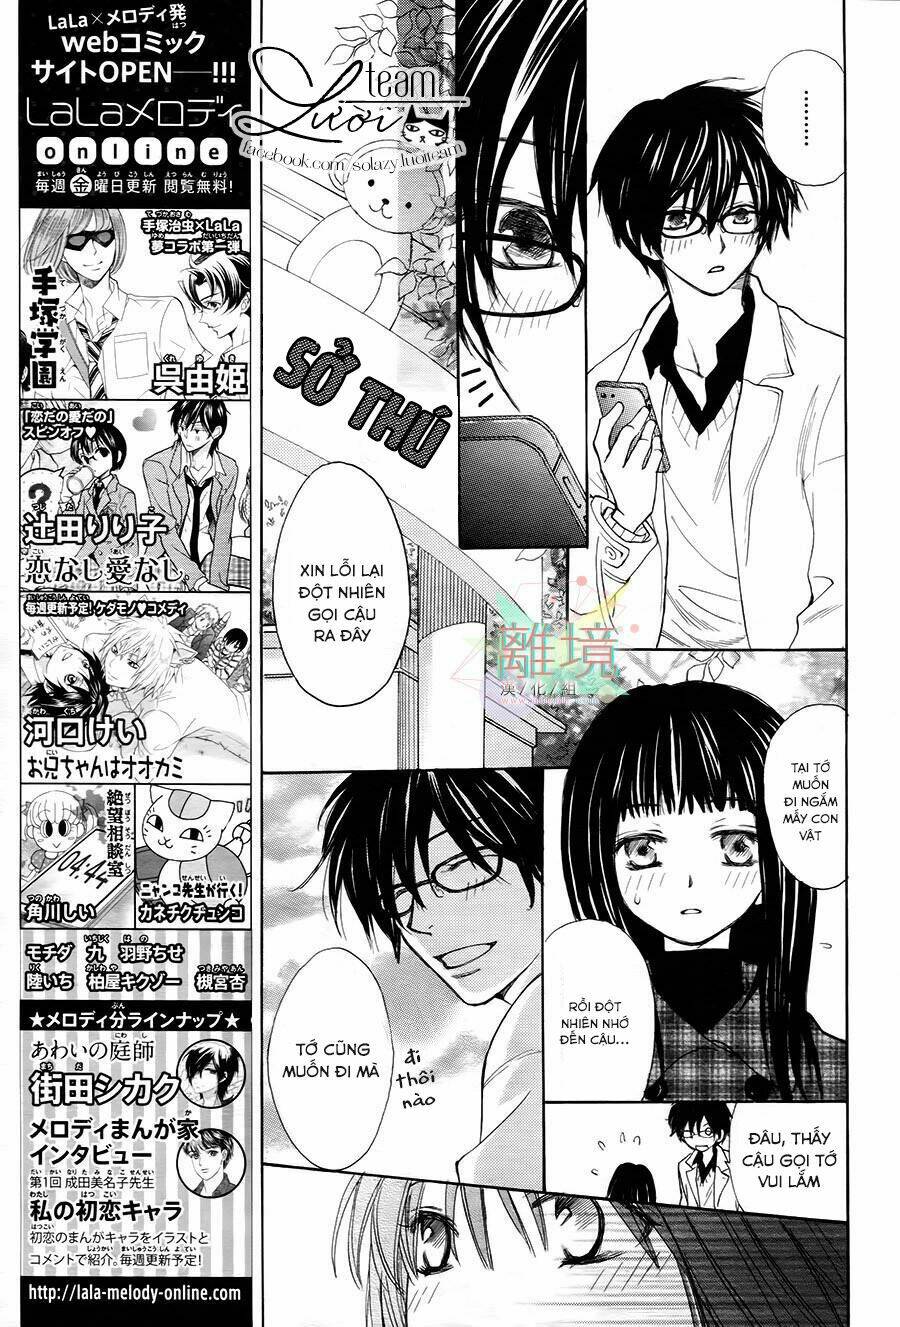 LaLa×メロディ発
webコミック
サイトOPEN──!!!
LaLaメロディ
online
毎週金曜日更新 閲覧無料!
手塚治虫×LaLa
夢コラボ第一弾
手塚学園
呉由姫
「恋だの愛だの」
スピンオフ♥
?
辻田りり子
恋なし愛なし。
毎週更新予定!ケダモノ♥コメディ
河口けい
お兄ちゃんはオオカミ
絶望相談室
04:44
角川しい
ニャンコ先生が行く!
カネチクヂュンコ
モチダ 九 羽野ちせ
陸いち 柏屋キクゾー 槻宮杏
★メロディ分ラインナップ★
あわいの庭師
街田シカク
メロディまんが家
インタビュー
第1回 成田美名子先生
私の初恋キャラ
初恋のまんがキャラをイラストと
コメントで紹介。毎週更新予定!
http://lala-melody-online.com
team
Lười
facebook.com/solazy.luoiteam
..........
SỞ THÚ
XIN LỖI LẠI
ĐỘT NHIÊN
GỌI CẬU
RA ĐÂY
離境
漢/化/組
TẠI TỚ
MUỐN
ĐI NGẮM
MẤY CON
VẬT
RỒI ĐỘT
NHIÊN NHỚ
ĐẾN CẬU...
TỚ CŨNG
MUỐN ĐI MÀ
đi
thôi
nào
ĐÂU, THẤY
CẬU GỌI TỚ
VUI LẮM